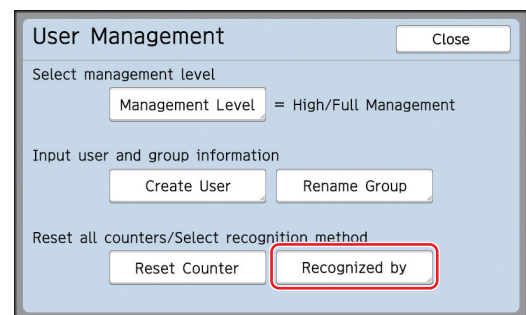 User Management
Close
Select management level
Management Level = High/Full Management
Input user and group information
Create User Rename Group
Reset all counters/Select recognition method
Reset Counter Recognized by